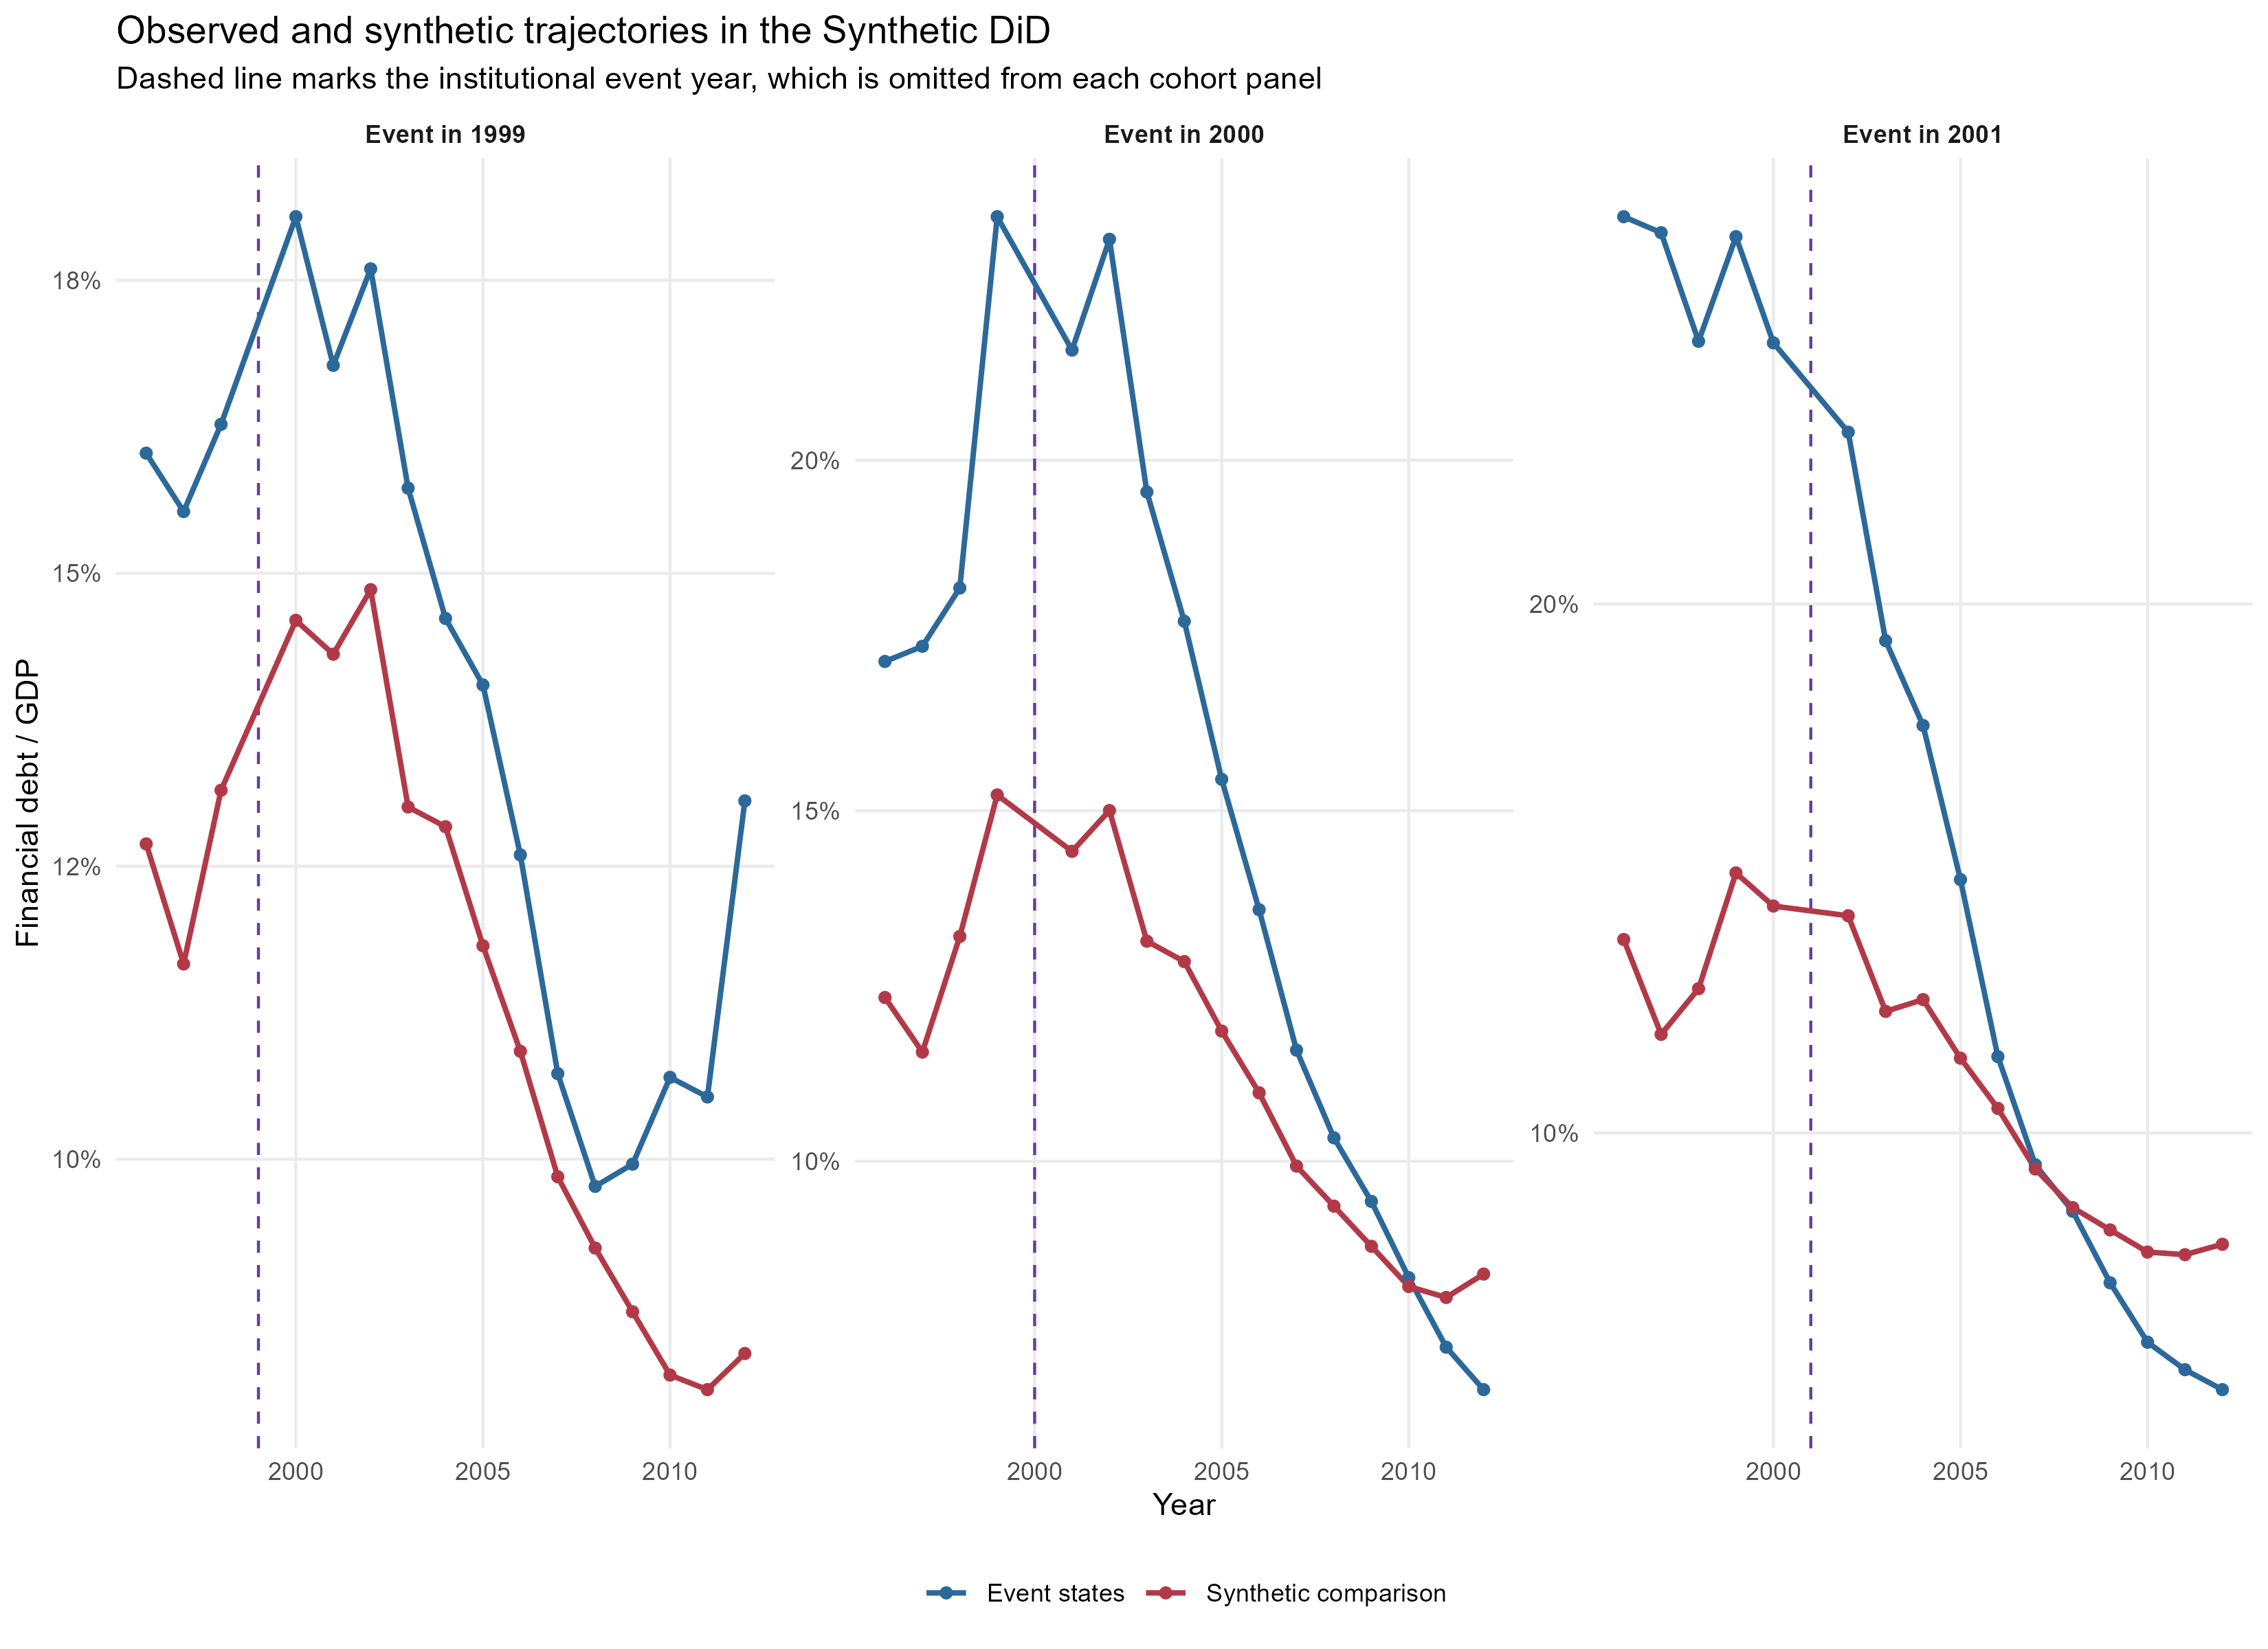 Observed and synthetic trajectories in the Synthetic DiD
Dashed line marks the institutional event year, which is omitted from each cohort panel
Event in 1999
Event in 2000
Event in 2001
Financial debt / GDP
18%
15%
12%
10%
20%
15%
10%
20%
10%
2000 2005 2010
2000 2005 2010
2000 2005 2010
Year
Event states
Synthetic comparison